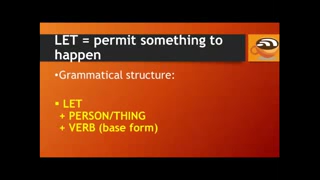 LET = permit something to
happen
Grammatical structure:
LET
+ PERSON/THING
+ VERB (base form)